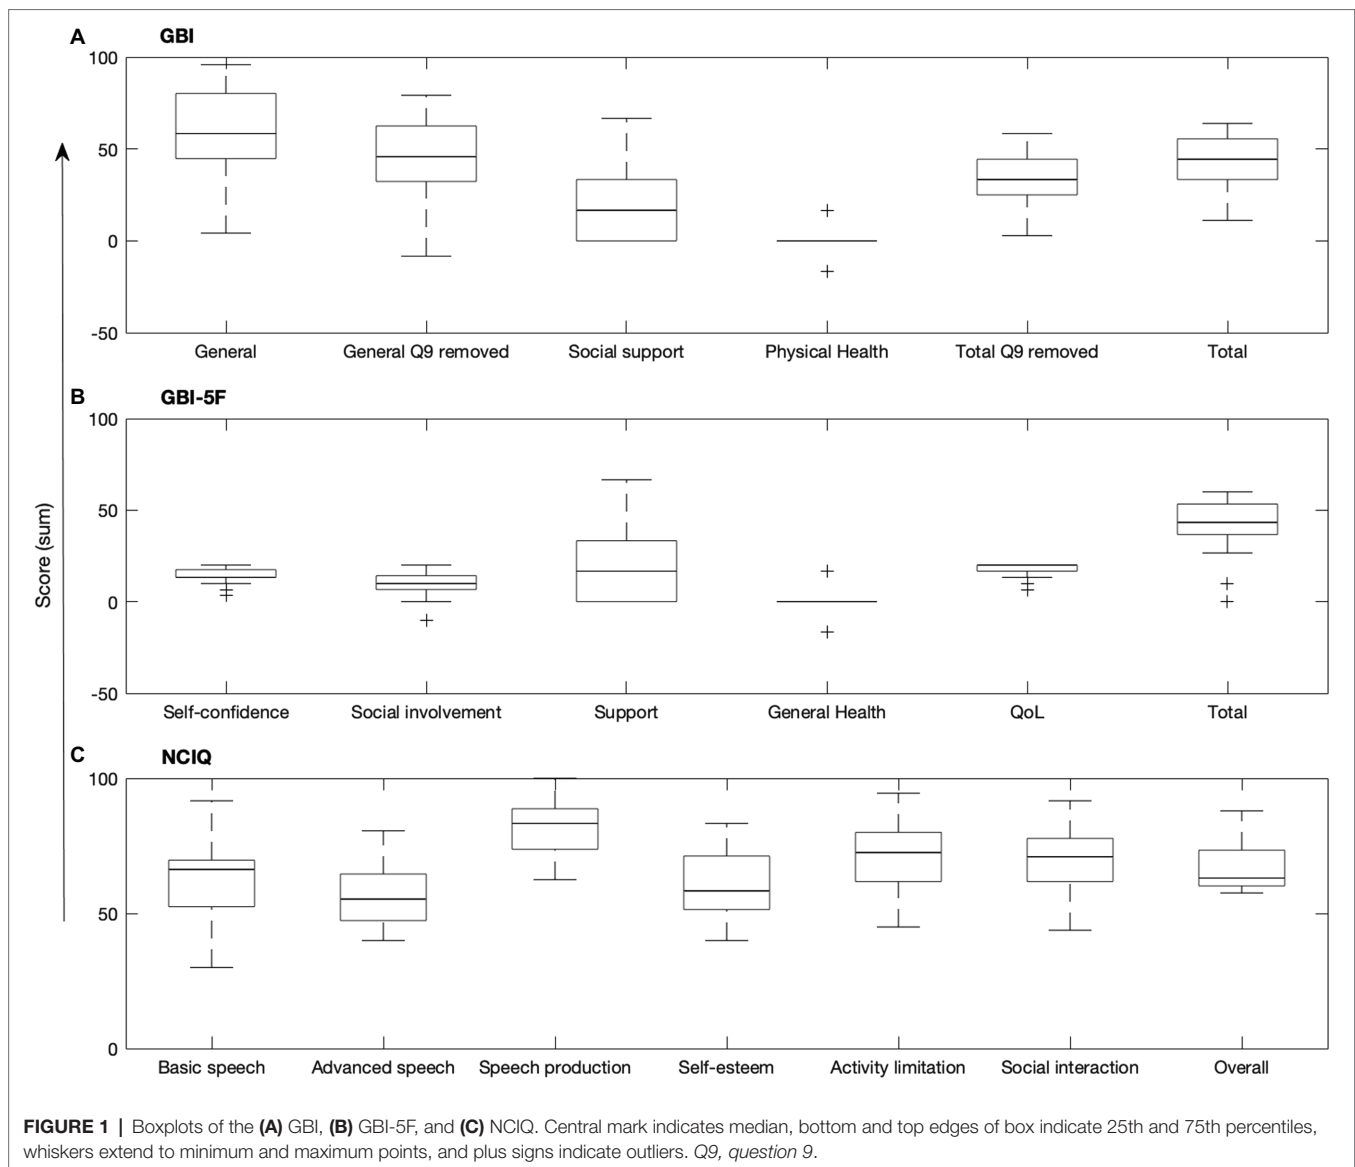 A GBI
100
50
0
-50
General General Q9 removed Social support Physical Health Total Q9 removed Total
B GBI-5F
100
50
0
-50
Self-confidence Social involvement Support General Health QoL Total
Score (sum)
C NCIQ
100
50
0
Basic speech Advanced speech Speech production Self-esteem Activity limitation Social interaction Overall
FIGURE 1 | Boxplots of the (A) GBI, (B) GBI-5F, and (C) NCIQ. Central mark indicates median, bottom and top edges of box indicate 25th and 75th percentiles,
whiskers extend to minimum and maximum points, and plus signs indicate outliers. Q9, question 9.